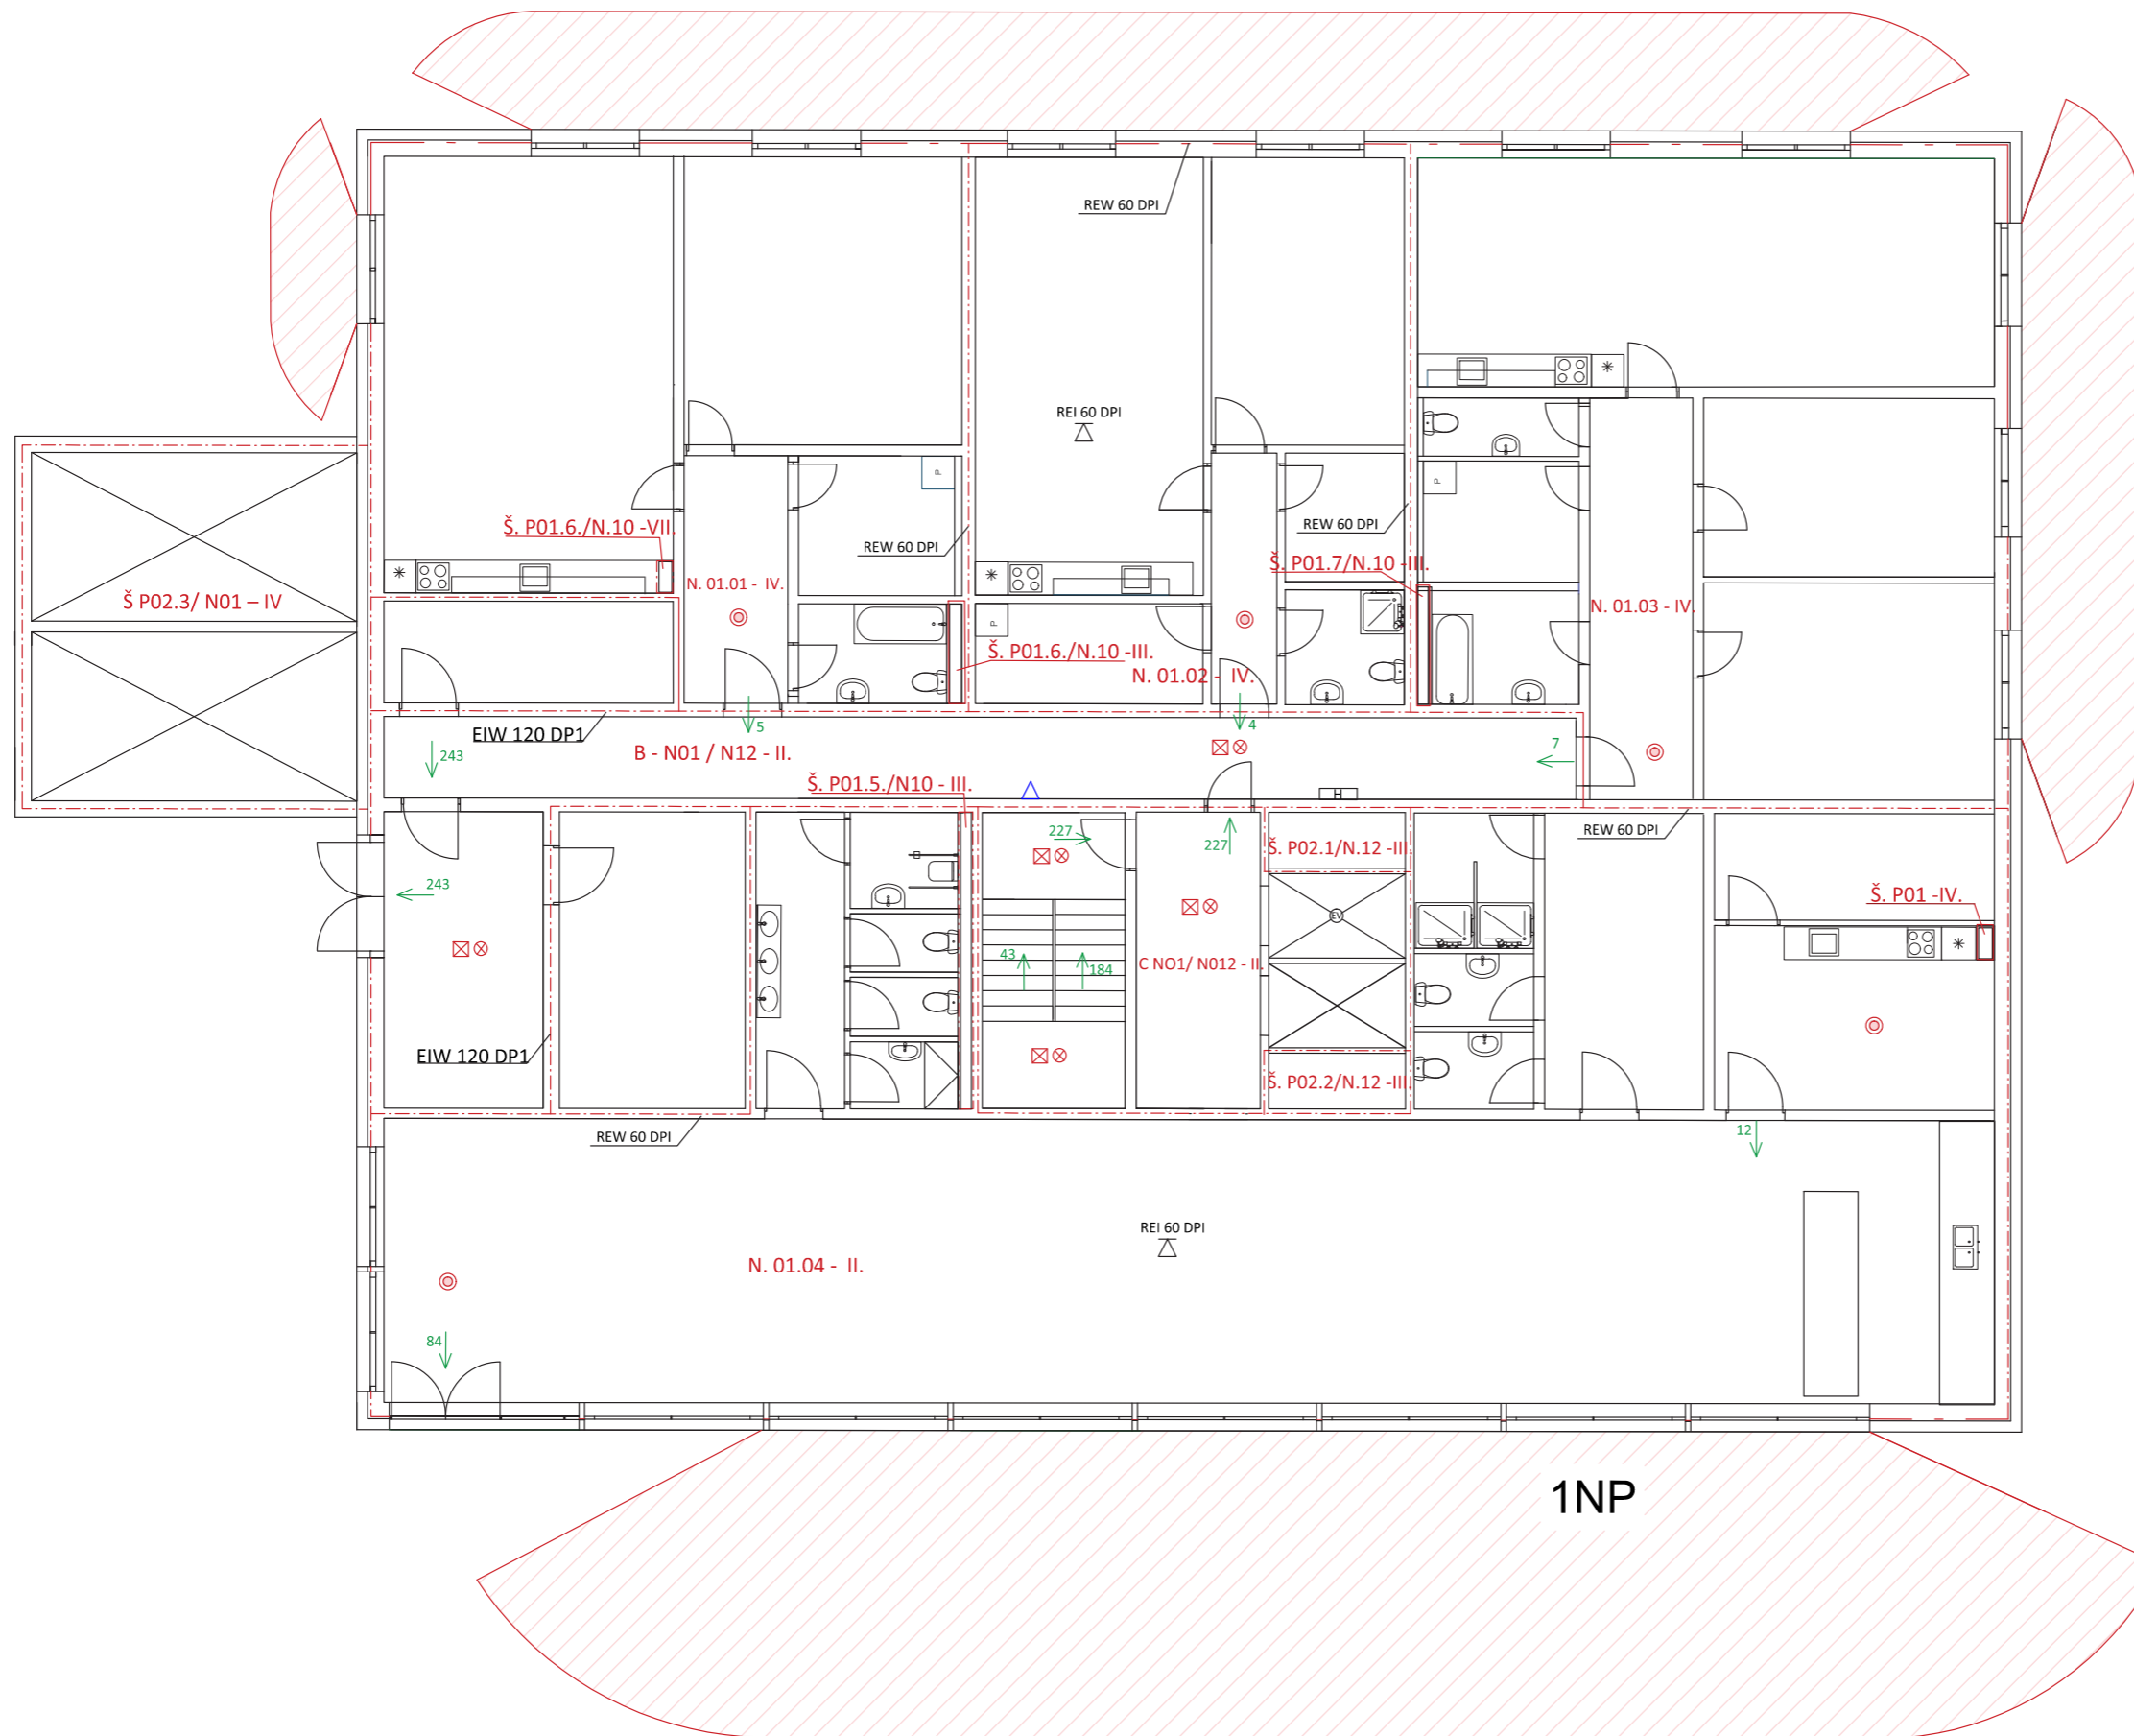 REW 60 DPI
REI 60 DPI
P
Š. P01.6./N.10 -VII.
REW 60 DPI
REW 60 DPI
P
Š. P01.7/N.10 -III.
N. 01.01 - IV.
Š P02.3/ N01 – IV
N. 01.03 - IV.
P
Š. P01.6./N.10 -III.
N. 01.02 - IV.
5
4
EIW 120 DP1
B - N01 / N12 - II.
243
7
Š. P01.5./N10 - III.
H
REW 60 DPI
227
227
Š. P02.1/N.12 -III.
243
Š. P01 -IV.
EV
43
184
C NO1/ N012 - II.
EIW 120 DP1
Š. P02.2/N.12 -III.
REW 60 DPI
12
REI 60 DPI
N. 01.04 - II.
84
1NP